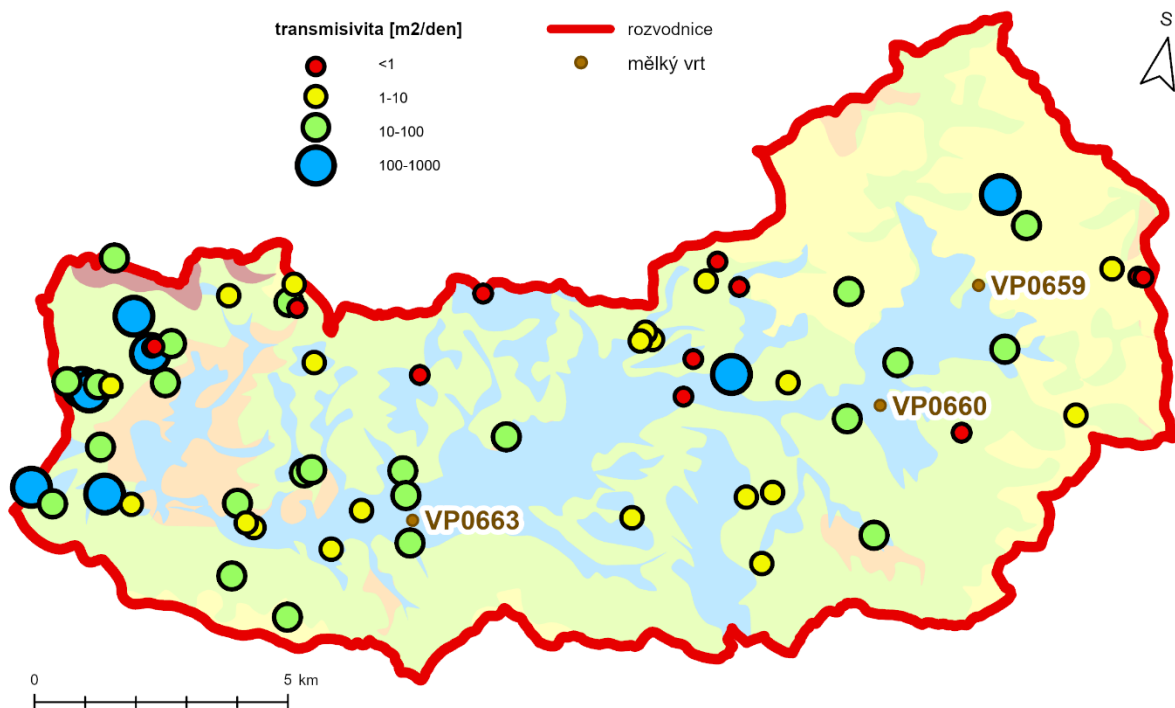 transmisivita [m2/den]
<1
1-10
10-100
100-1000
rozvodnice
mělký vrt
S
VP0659
VP0660
VP0663
0 5 km